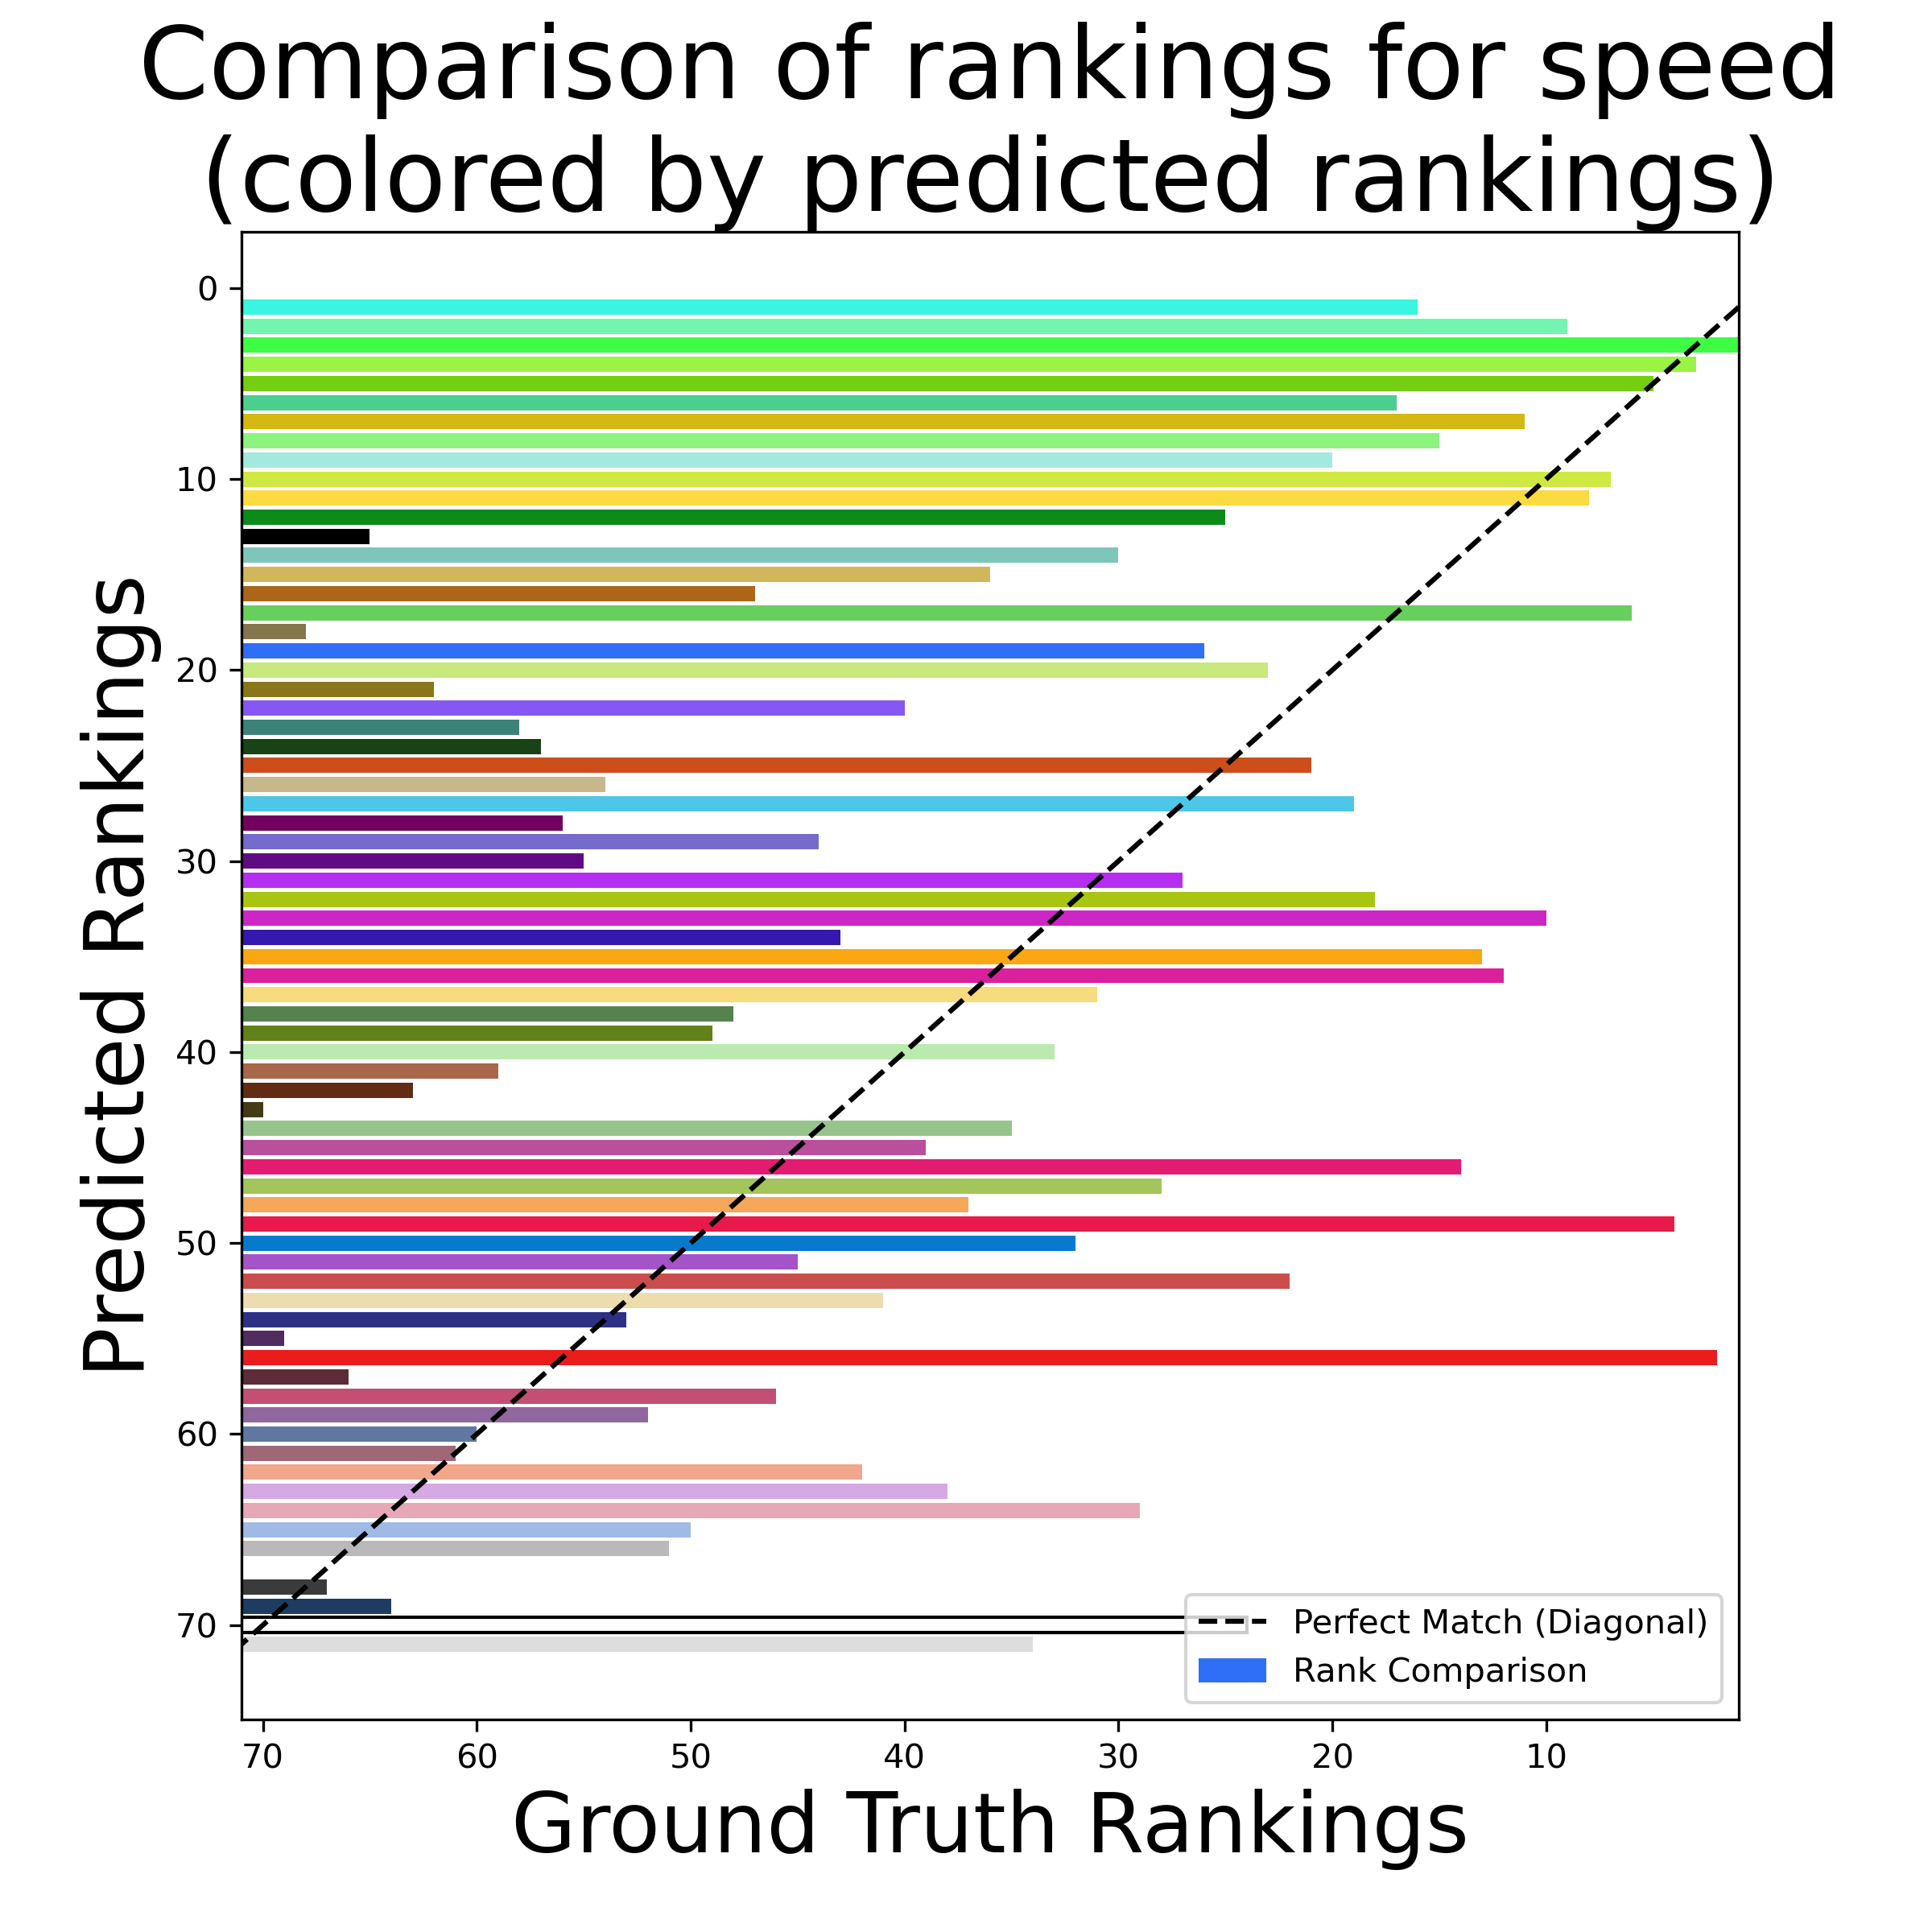 Comparison of rankings for speed
(colored by predicted rankings)
Predicted Rankings
0
10
20
30
40
50
60
70
Perfect Match (Diagonal)
Rank Comparison
70 60 50 40 30 20 10
Ground Truth Rankings